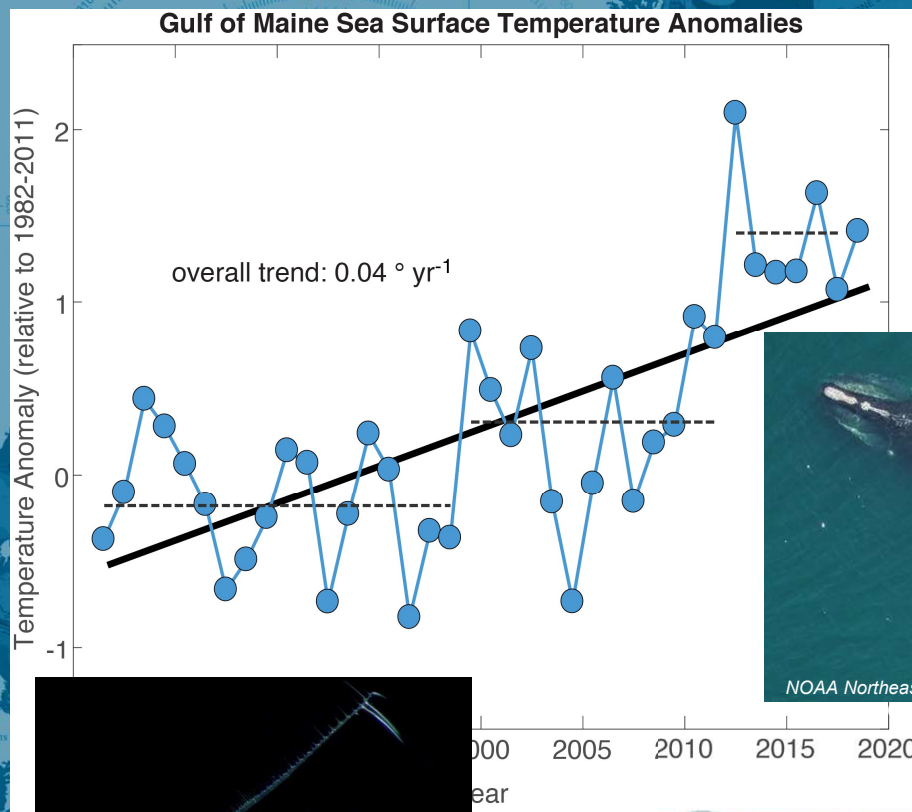 Gulf of Maine Sea Surface Temperature Anomalies
Temperature Anomaly (relative to 1982-2011)
2
overall trend: 0.04 ° yr-1
1
0
-1
NOAA Northeas
000 2005 2010 2015 2020
ear